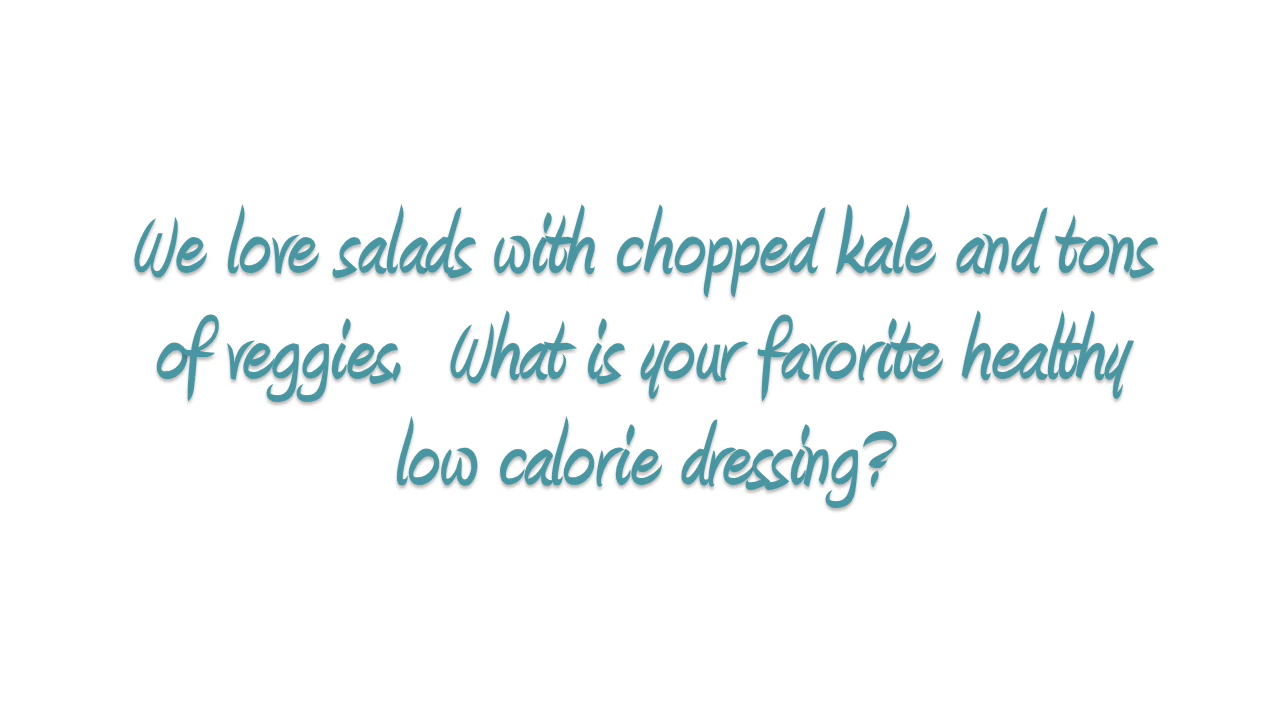 We love salads with chopped kale and tons
of veggies.  What is your favorite healthy
low calorie dressing?